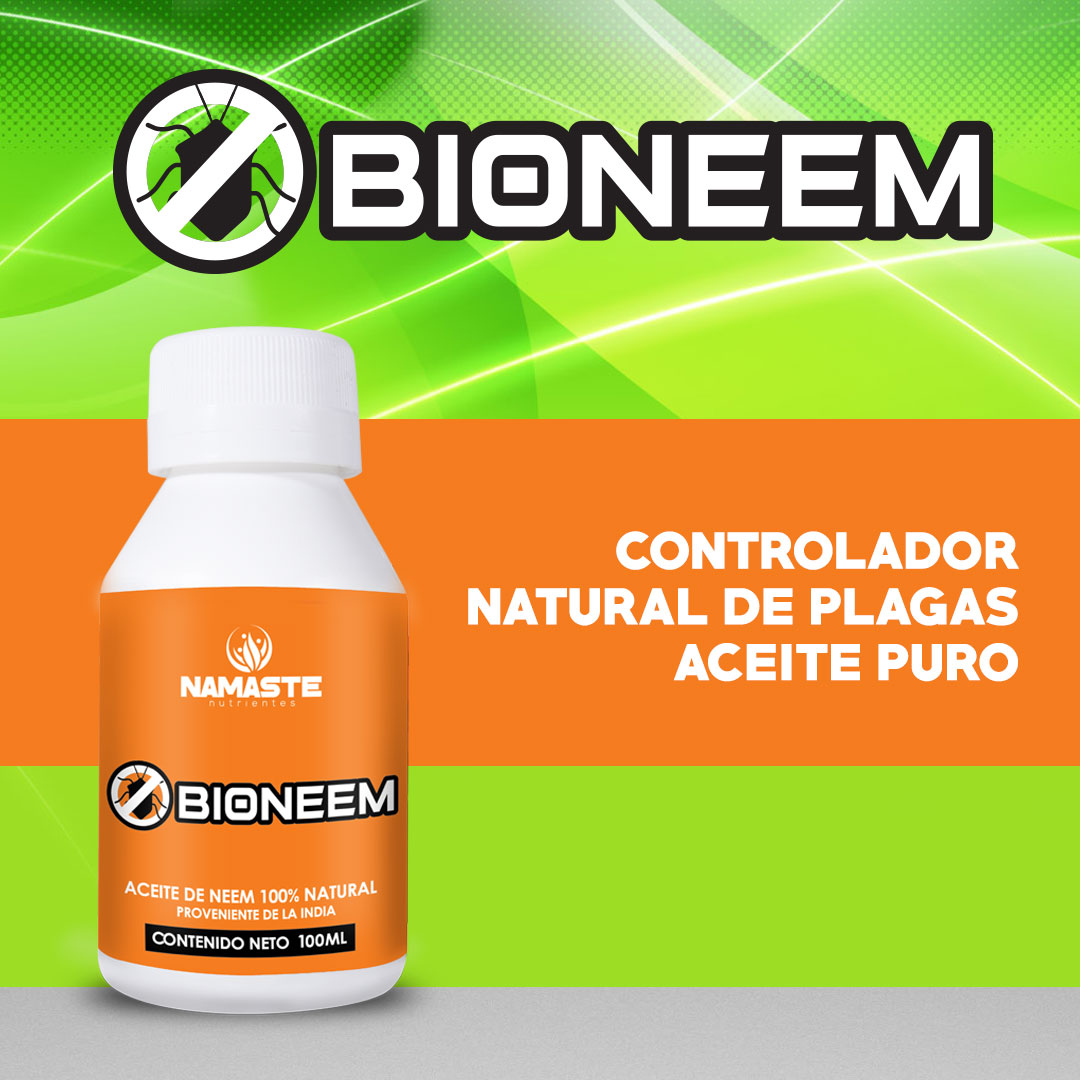 BIONEEM
CONTROLADOR
NATURAL DE PLAGAS
ACEITE PURO
NAMASTE
nutrientes
BIONEEM
ACEITE DE NEEM 100% NATURAL
PROVENIENTE DE LA INDIA
CONTENIDO NETO 100ML